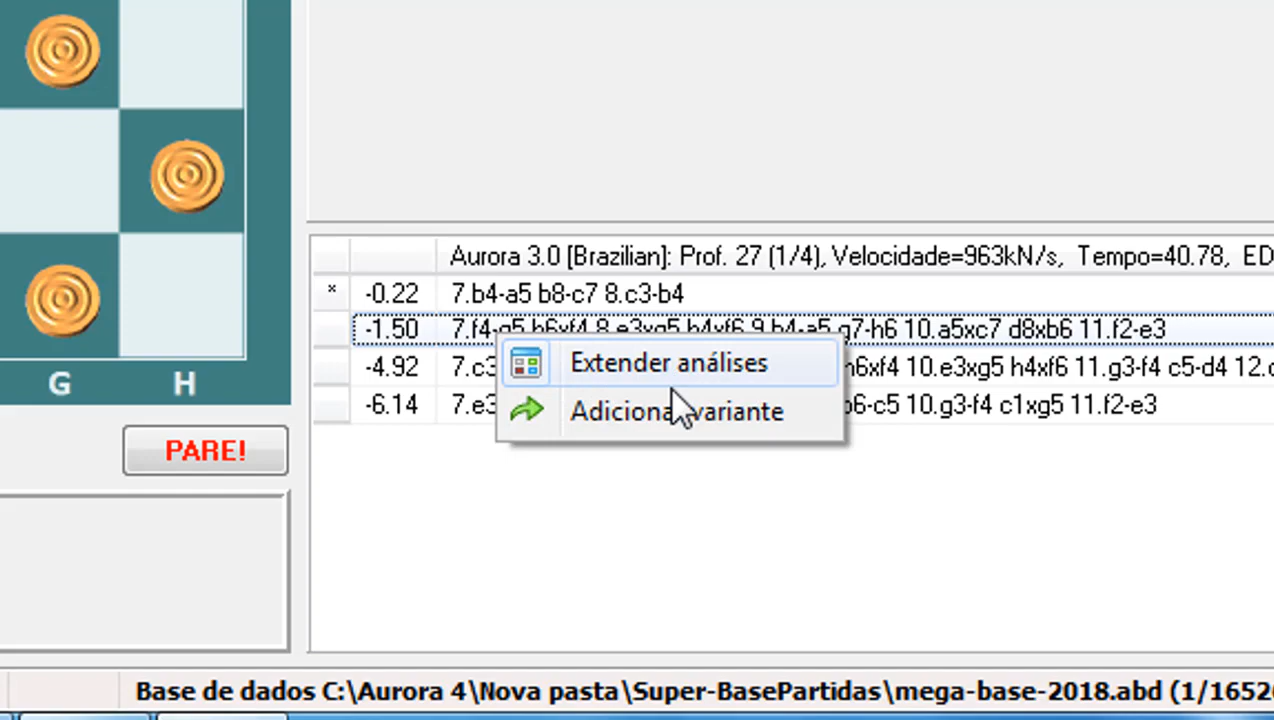 Aurora 3.0 [Brazilian]: Prof. 27 (1/4), Velocidade=963kN/s, Tempo=40.78, ED
* -0.22 7.b4-a5 b8-c7 8.c3-b4
-1.50 7.f4-g5 h6xf4 8.e3xg5 h4xf6 9.b4-a5 g7-h6 10.a5xc7 d8xb6 11.f2-e3
Extender análises
-4.92 7.c3 h6xf4 10.e3xg5 h4xf6 11.g3-f4 c5-d4 12.c
-6.14 7.e3 b6-c5 10.g3-f4 c1xg5 11.f2-e3
Adicionar variante
G H
PARE!
Base de dados C:\Aurora 4\Nova pasta\Super-BasePartidas\mega-base-2018.abd (1/1652